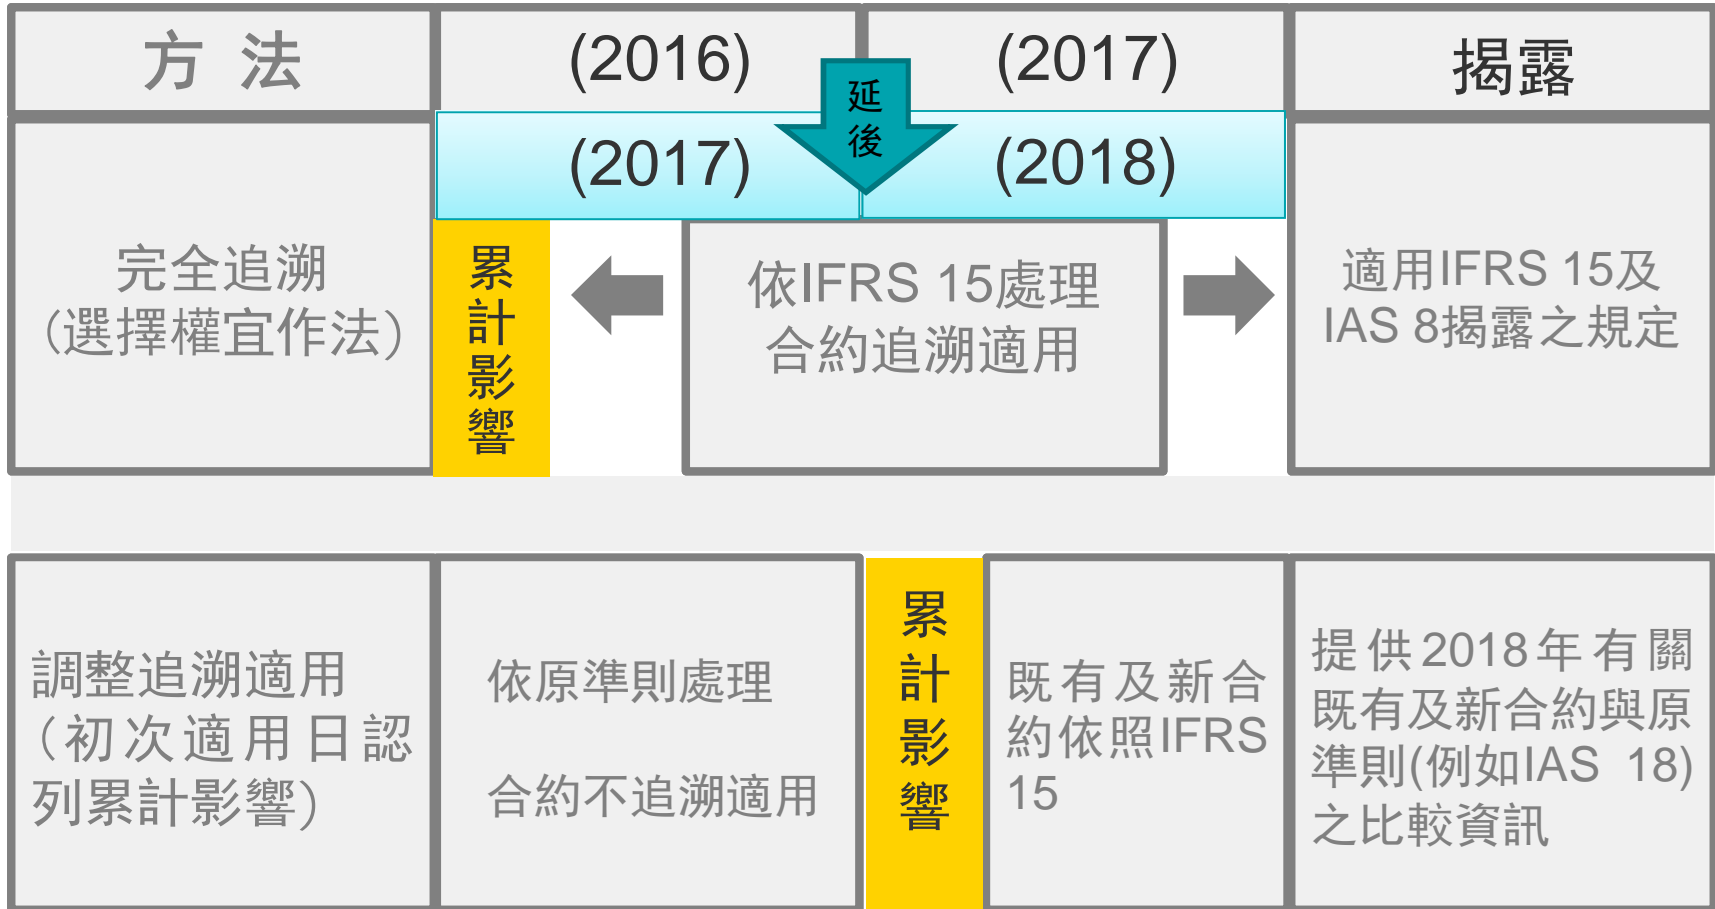 方 法
(2016)
(2017)
揭露
延
後
(2017)
(2018)
完全追溯
（選擇權宜作法）
累
計
影
響
依IFRS 15處理
合約追溯適用
適用IFRS 15及
IAS 8揭露之規定
調整追溯適用
（初次適用日認
列累計影響）
依原準則處理
合約不追溯適用
累
計
影
響
既有及新合
約依照IFRS
15
提供2018年有關
既有及新合約與原
準則(例如IAS 18)
之比較資訊